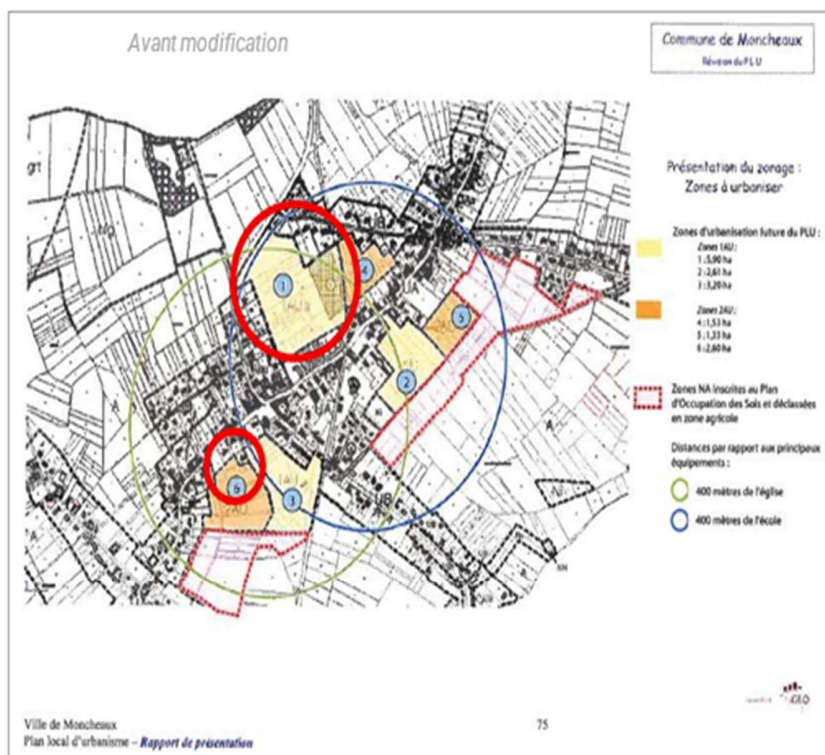 Avant modification
Commune de Moncheaux
Révision du PLU
Présentation du zonage :
Zones à urbaniser
Zones d'urbanisation future du PLU :
Zones 1AU :
1 : 5,90 ha
2 : 2,61 ha
3 : 3,20 ha
Zones 2AU :
4 : 1,53 ha
5 : 1,33 ha
6 : 2,60 ha
Zones NA inscrites au Plan
d'Occupation des Sols et déclassées
en zone agricole
Distances par rapport aux principaux
équipements :
400 mètres de l'église
400 mètres de l'école
grt
1
4
UA
5
2
A
A
6
3
2AU
UB
Ville de Moncheaux
Plan local d'urbanisme – Rapport de présentation
75